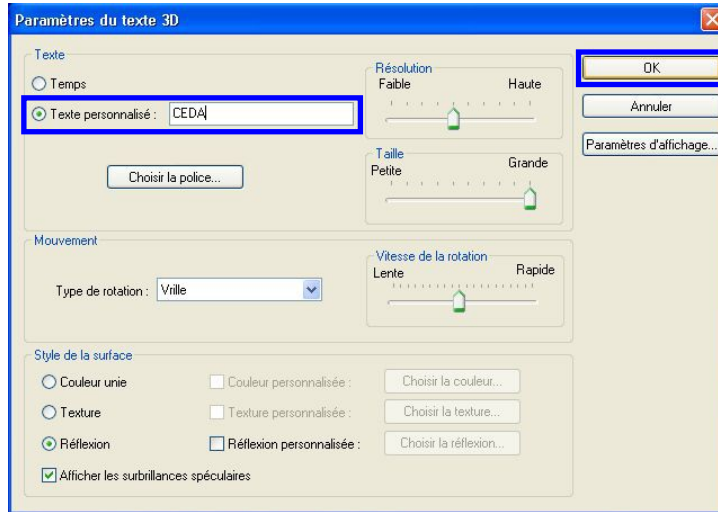 Paramètres du texte 3D
Texte
Temps
Texte personnalisé :
CEDA
Choisir la police...
Résolution
Faible
Haute
Taille
Petite
Grande
OK
Annuler
Paramètres d'affichage...
Mouvement
Type de rotation :
Vrille
Vitesse de la rotation
Lente
Rapide
Style de la surface
Couleur unie
Couleur personnalisée :
Choisir la couleur...
Texture
Texture personnalisée :
Choisir la texture...
Réflexion
Réflexion personnalisée :
Choisir la réflexion...
Afficher les surbrillances spéculaires